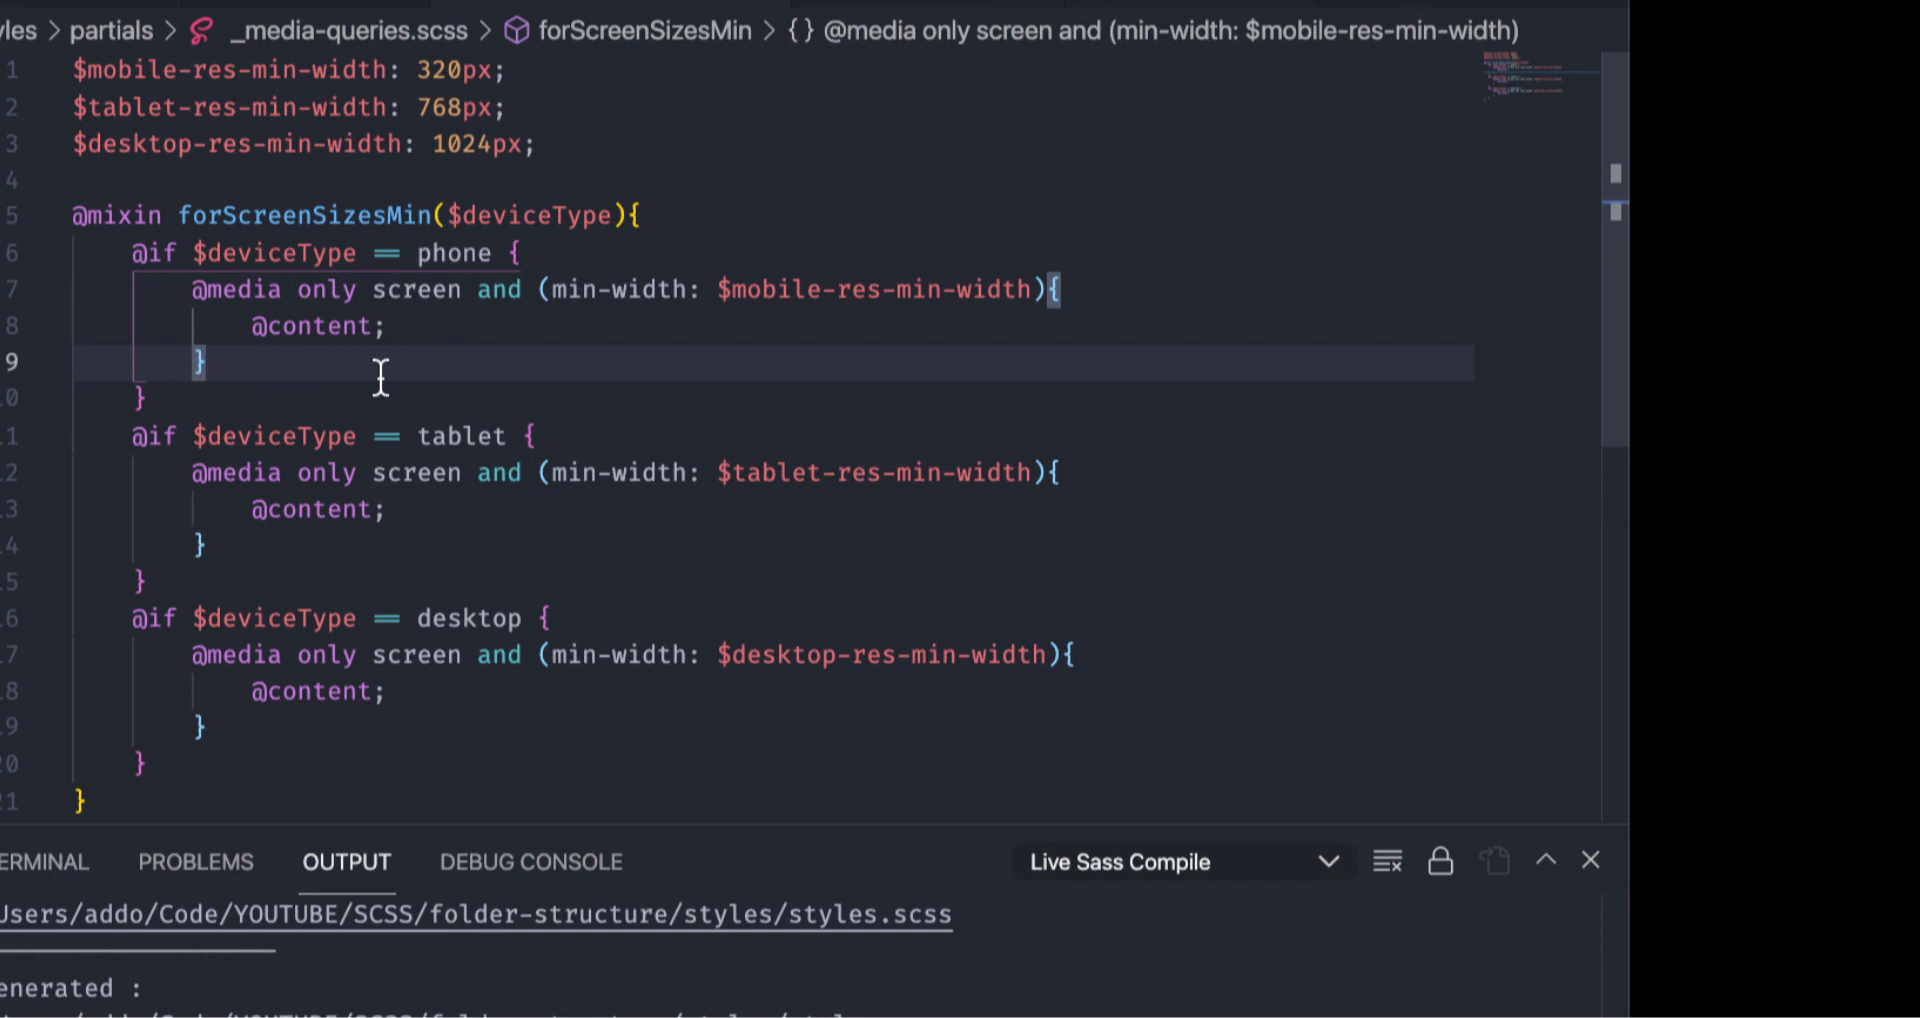 les > partials > _media-queries.scss > forScreenSizesMin > {} @media only screen and (min-width: $mobile-res-min-width)
1 $mobile-res-min-width: 320px;
2 $tablet-res-min-width: 768px;
3 $desktop-res-min-width: 1024px;
4
5 @mixin forScreenSizesMin($deviceType){
6 @if $deviceType == phone {
7 @media only screen and (min-width: $mobile-res-min-width){
8 @content;
9 }
0 }
1 @if $deviceType == tablet {
2 @media only screen and (min-width: $tablet-res-min-width){
3 @content;
4 }
5 }
6 @if $deviceType == desktop {
7 @media only screen and (min-width: $desktop-res-min-width){
8 @content;
9 }
20 }
21 }
ERMINAL PROBLEMS OUTPUT DEBUG CONSOLE Live Sass Compile
Users/addo/Code/YOUTUBE/SCSS/folder-structure/styles/styles.scss
enerated :